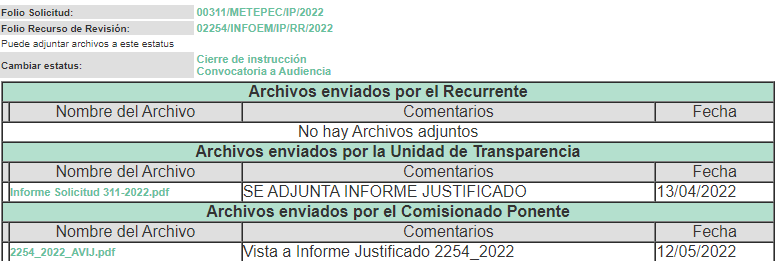 Folio Solicitud: 00311/METEPEC/IP/2022
Folio Recurso de Revisión: 02254/INFOEM/IP/RR/2022
Puede adjuntar archivos a este estatus
Cambiar estatus: Cierre de instrucción
Convocatoria a Audiencia
Archivos enviados por el Recurrente
Nombre del Archivo Comentarios Fecha
No hay Archivos adjuntos
Archivos enviados por la Unidad de Transparencia
Nombre del Archivo Comentarios Fecha
Informe Solicitud 311-2022.pdf SE ADJUNTA INFORME JUSTIFICADO 13/04/2022
Archivos enviados por el Comisionado Ponente
Nombre del Archivo Comentarios Fecha
2254_2022_AVIJ.pdf Vista a Informe Justificado 2254_2022 12/05/2022